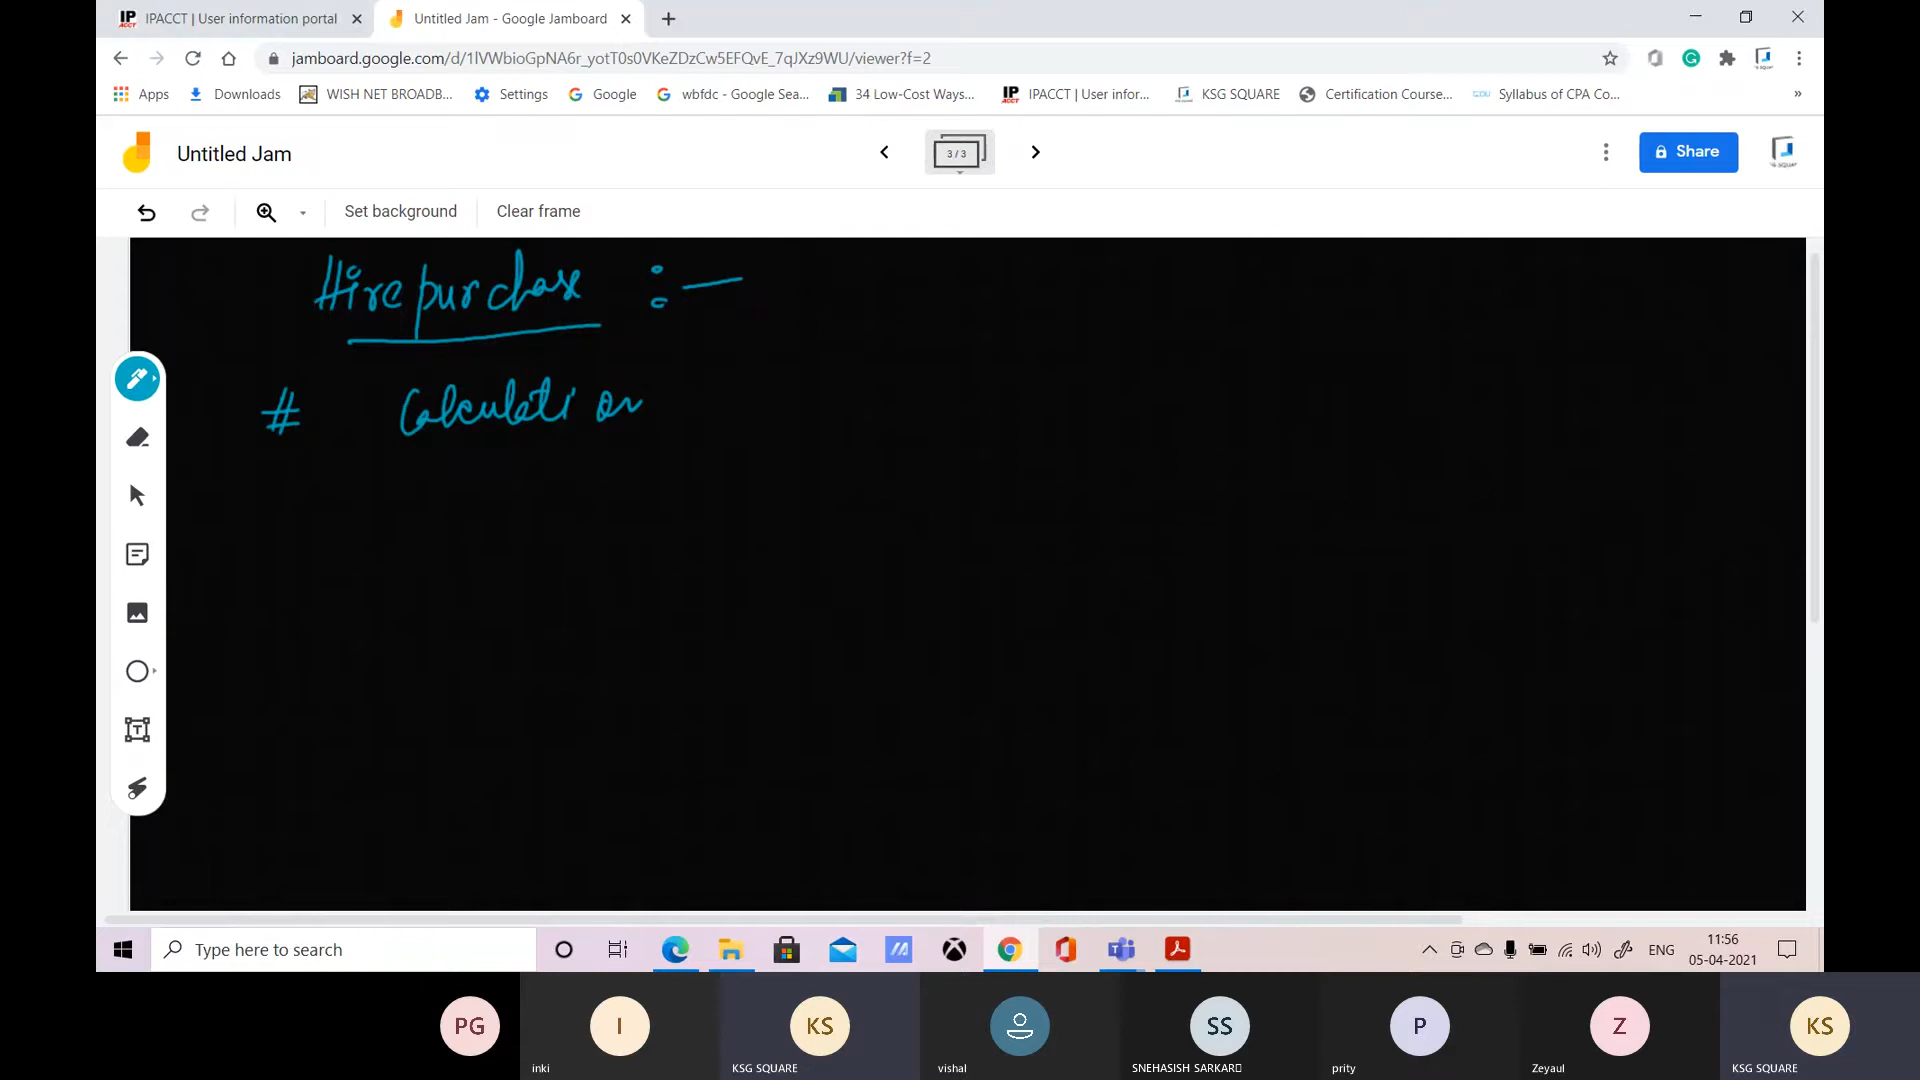 IPACCT | User information portal
Untitled Jam - Google Jamboard
jamboard.google.com/d/1lVWbioGpNA6r_yotT0s0VKeZDzCw5EFQvE_7qJXz9WU/viewer?f=2
Apps Downloads WISH NET BROADB... Settings Google wbfdc - Google Sea... 34 Low-Cost Ways... IPACCT | User infor... KSG SQUARE Certification Course... Syllabus of CPA Co... »
Untitled Jam
3 / 3
Share
Set background Clear frame
Hire purchase :—
# Calculation
Type here to search
ENG
11:56
05-04-2021
PG I KS SS P Z KS
inki KSG SQUARE vishal SNEHASISH SARKAR prity Zeyaul KSG SQUARE